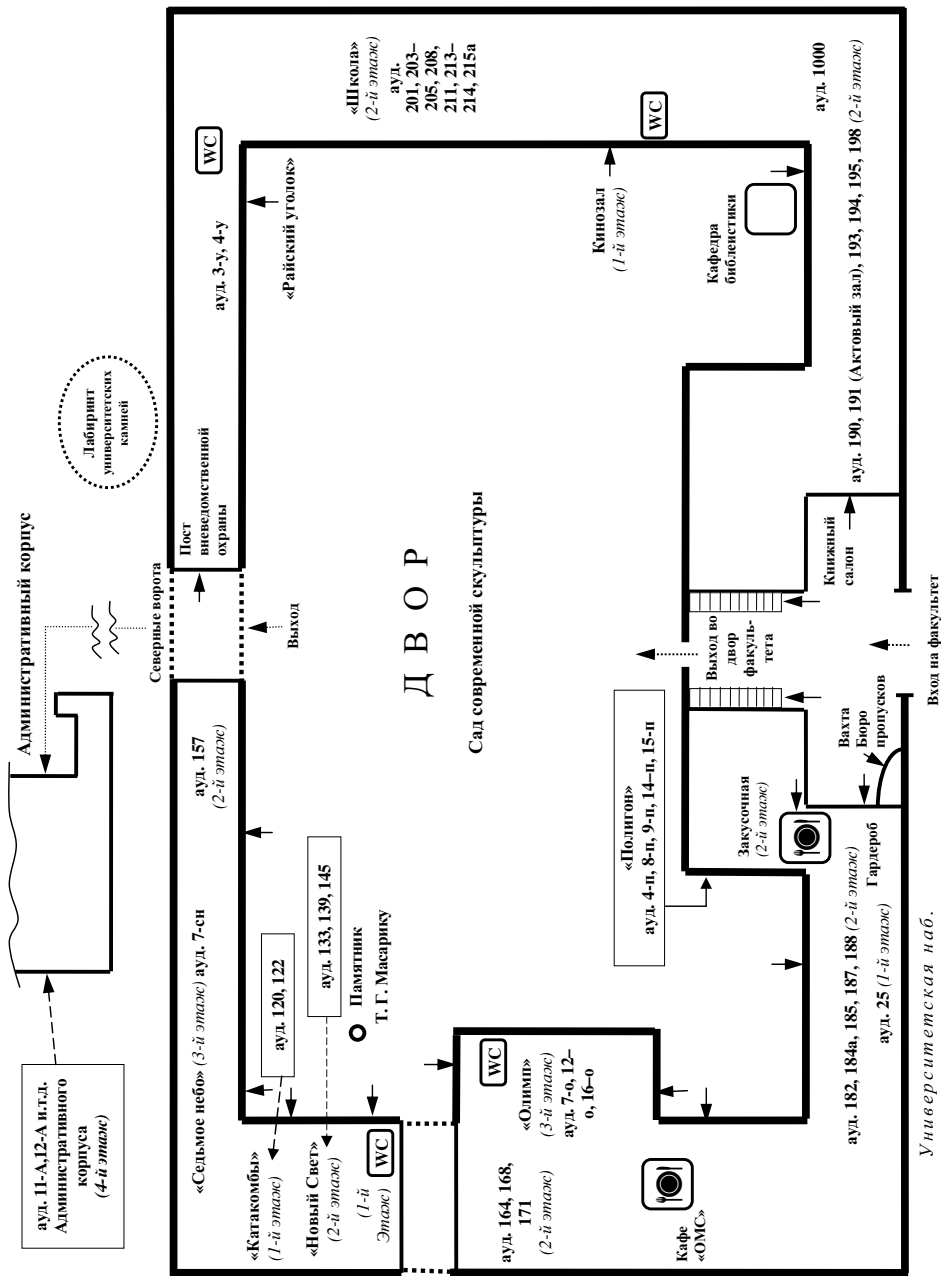 ауд. 11-А,12-А и.т.д.
Административного
корпуса
(4-й этаж)
Административный корпус
Лабиринт
университетских
камней
Северные ворота
Пост
вневедомственной
охраны
«Седьмое небо» (3-й этаж) ауд. 7-сн
ауд. 157
(2-й этаж)
Выход
ауд. 3-у, 4-у
WC
«Райский уголок»
«Школа»
(2-й этаж)
ауд.
201, 203–
205, 208,
211, 213–
214, 215а
«Катакомбы»
(1-й этаж)
ауд. 120, 122
«Новый Свет»
(2-й этаж)
ауд. 133, 139, 145
(1-й
Этаж)
WC
Памятник
Т. Г. Масарику
ДВОР
Сад современной скульптуры
WC
«Олимп»
(3-й этаж)
ауд. 7-о, 12–
о, 16–о
ауд. 164, 168,
171
(2-й этаж)
Кинозал
(1-й этаж)
WC
«Полигон»
ауд. 4-п, 8-п, 9-п, 14–п, 15-п
Выход во
двор
факуль-
тета
Кафедра
библеистики
Кафе
«ОМС»
Закусочная
(2-й этаж)
ауд. 1000
ауд. 182, 184а, 185, 187, 188 (2-й этаж)
ауд. 25 (1-й этаж)
Гардероб
Вахта
Бюро
пропусков
Книжный
салон
ауд. 190, 191 (Актовый зал), 193, 194, 195, 198 (2-й этаж)
Университетская наб.
Вход на факультет